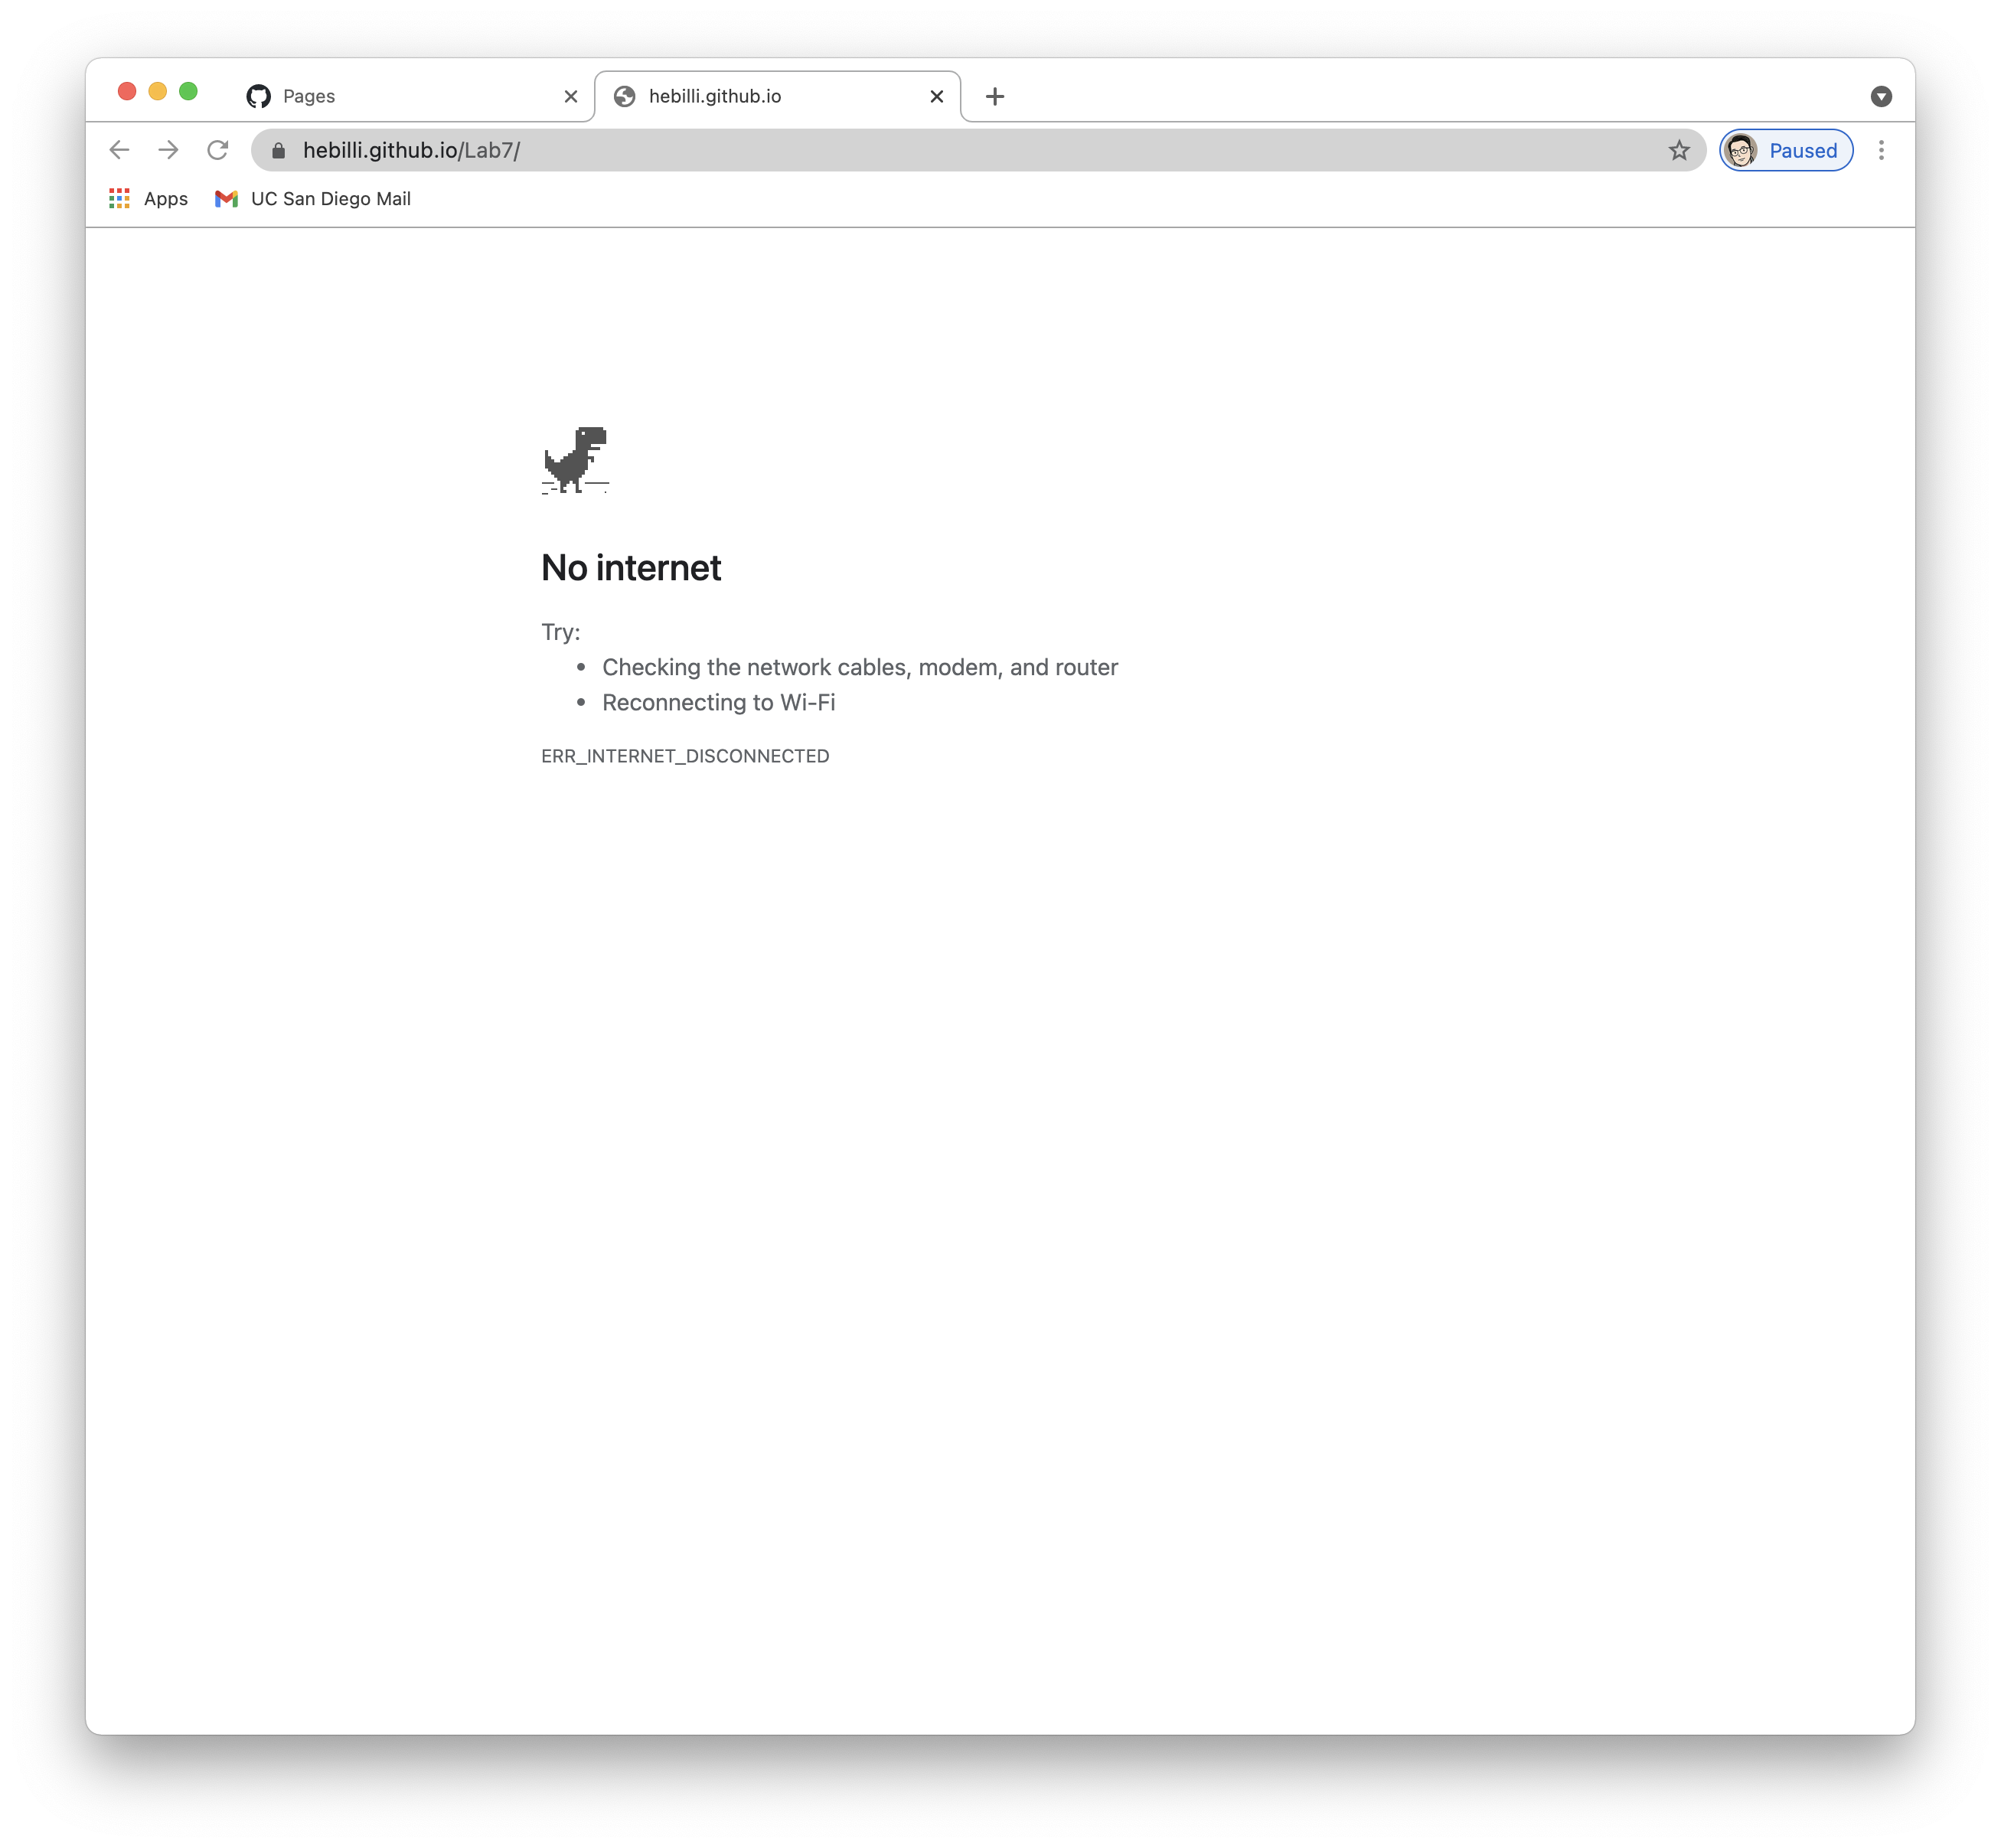 Pages
hebilli.github.io
hebilli.github.io/Lab7/
Paused
Apps
UC San Diego Mail
No internet
Try:
• Checking the network cables, modem, and router
• Reconnecting to Wi-Fi
ERR_INTERNET_DISCONNECTED